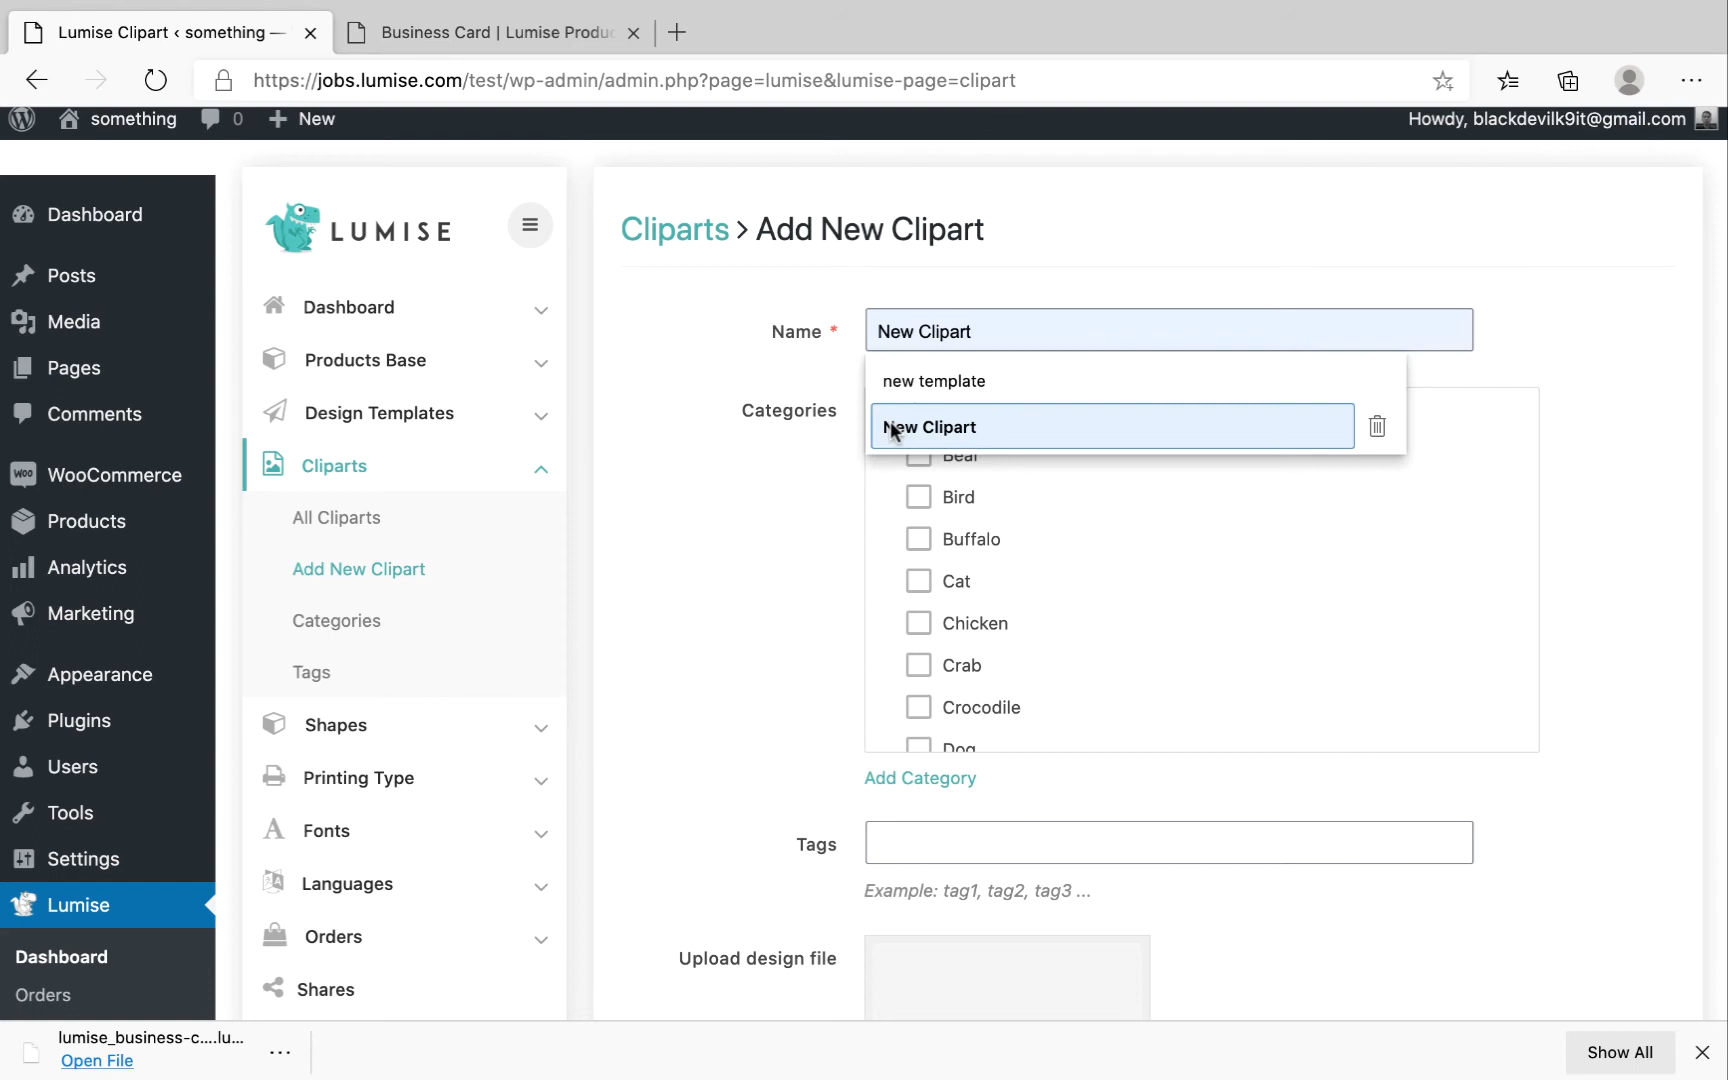 Lumise Clipart ‹ something —
Business Card | Lumise Produc
https://jobs.lumise.com/test/wp-admin/admin.php?page=lumise&lumise-page=clipart
something
0
New
Howdy, blackdevilk9it@gmail.com
Dashboard
Posts
Media
Pages
Comments
WooCommerce
Products
Analytics
Marketing
Appearance
Plugins
Users
Tools
Settings
Lumise
Dashboard
Orders
LUMISE
Dashboard
Products Base
Design Templates
Cliparts
All Cliparts
Add New Clipart
Categories
Tags
Shapes
Printing Type
Fonts
Languages
Orders
Shares
Cliparts > Add New Clipart
Name *
New Clipart
new template
New Clipart
Categories
Bear
Bird
Buffalo
Cat
Chicken
Crab
Crocodile
Dog
Add Category
Tags
Example: tag1, tag2, tag3 ...
Upload design file
lumise_business-c....lu...
Open File
Show All